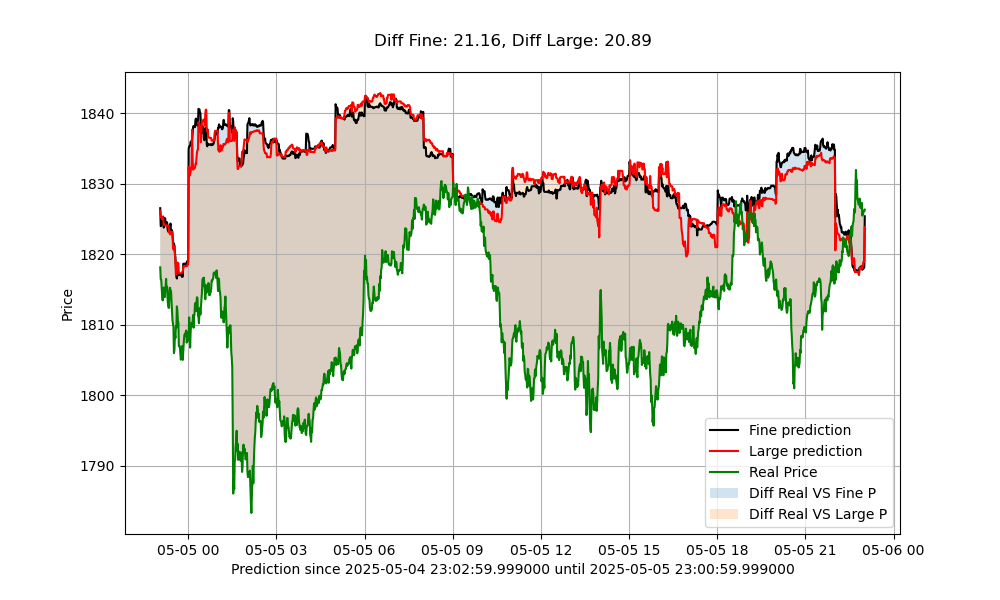 Diff Fine: 21.16, Diff Large: 20.89
Price
1840
1830
1820
1810
1800
1790
Fine prediction
Large prediction
Real Price
Diff Real VS Fine P
Diff Real VS Large P
05-05 00 05-05 03 05-05 06 05-05 09 05-05 12 05-05 15 05-05 18 05-05 21 05-06 00
Prediction since 2025-05-04 23:02:59.999000 until 2025-05-05 23:00:59.999000